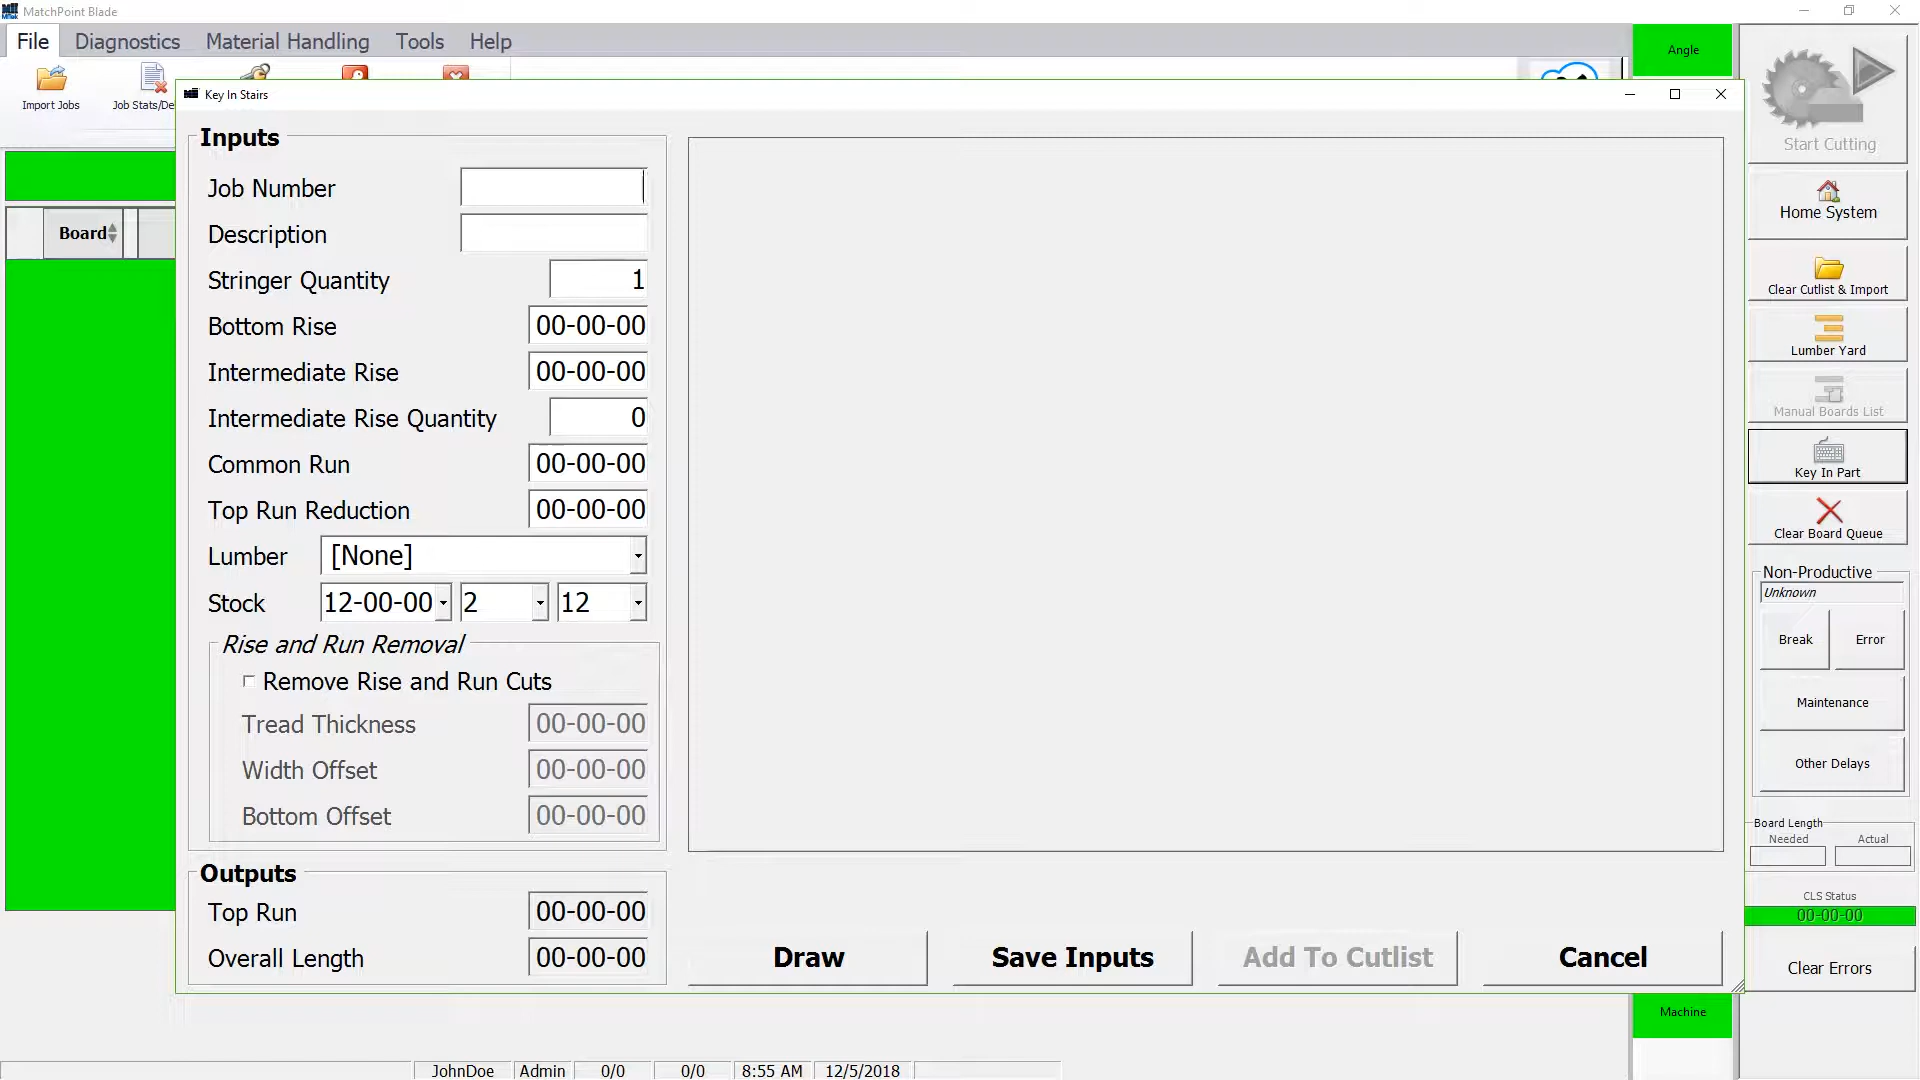 MatchPoint Blade
File Diagnostics Material Handling Tools Help
Import Jobs
Job Stats/De
Key In Stairs
Board
Inputs
Job Number
Description
Stringer Quantity 1
Bottom Rise 00-00-00
Intermediate Rise 00-00-00
Intermediate Rise Quantity 0
Common Run 00-00-00
Top Run Reduction 00-00-00
Lumber [None]
Stock 12-00-00 2 12
Rise and Run Removal
Remove Rise and Run Cuts
Tread Thickness 00-00-00
Width Offset 00-00-00
Bottom Offset 00-00-00
Outputs
Top Run 00-00-00
Overall Length 00-00-00
Draw
Save Inputs
Add To Cutlist
Cancel
Angle
Machine
Start Cutting
Home System
Clear Cutlist & Import
Lumber Yard
Manual Boards List
Key In Part
Clear Board Queue
Non-Productive
Unknown
Break Error
Maintenance
Other Delays
Board Length
Needed Actual
CLS Status
00-00-00
Clear Errors
JohnDoe Admin 0/0 0/0 8:55 AM 12/5/2018